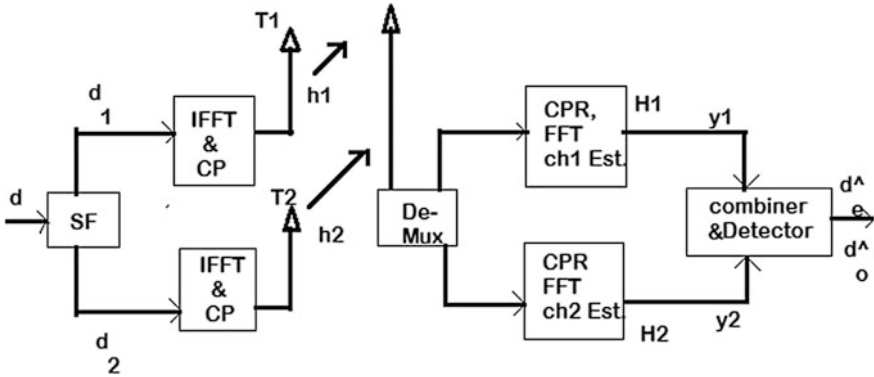 d
SF
d
1
d
2
IFFT
&
CP
IFFT
&
CP
T1
T2
h1
h2
De-
Mux
CPR,
FFT
ch1 Est.
CPR
FFT
ch2 Est.
H1
H2
y1
y2
combiner
&Detector
d^
e
d^
o